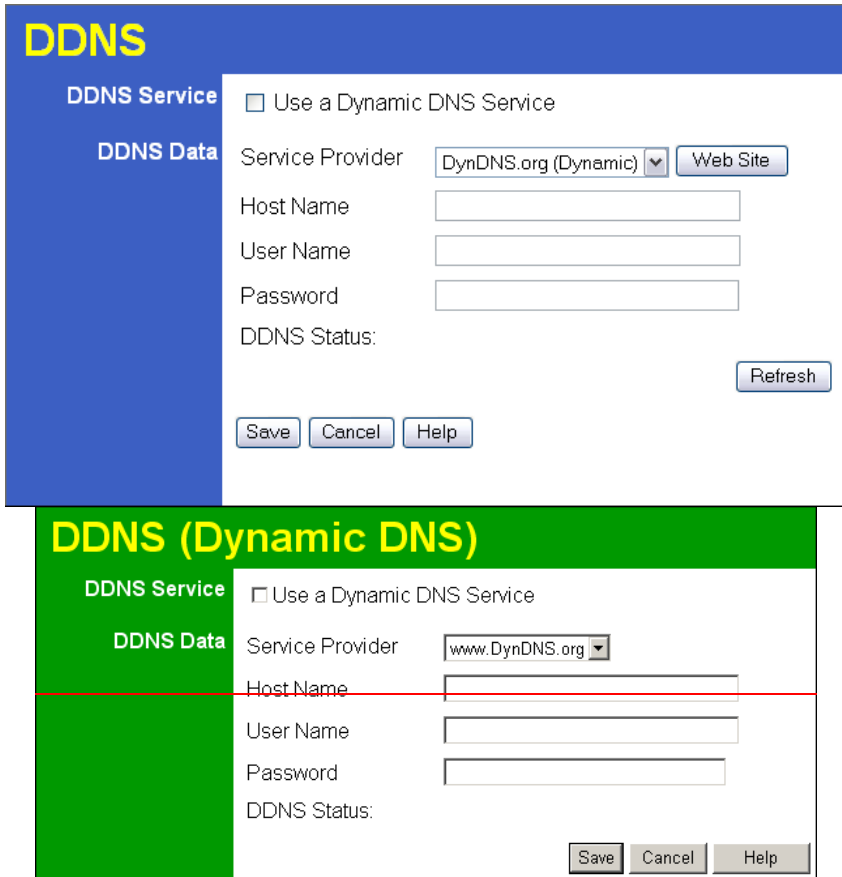 DDNS
DDNS Service Use a Dynamic DNS Service
DDNS Data Service Provider DynDNS.org (Dynamic) Web Site
Host Name
User Name
Password
DDNS Status:
Refresh
Save Cancel Help
DDNS (Dynamic DNS)
DDNS Service Use a Dynamic DNS Service
DDNS Data Service Provider www.DynDNS.org
Host Name
User Name
Password
DDNS Status:
Save Cancel Help